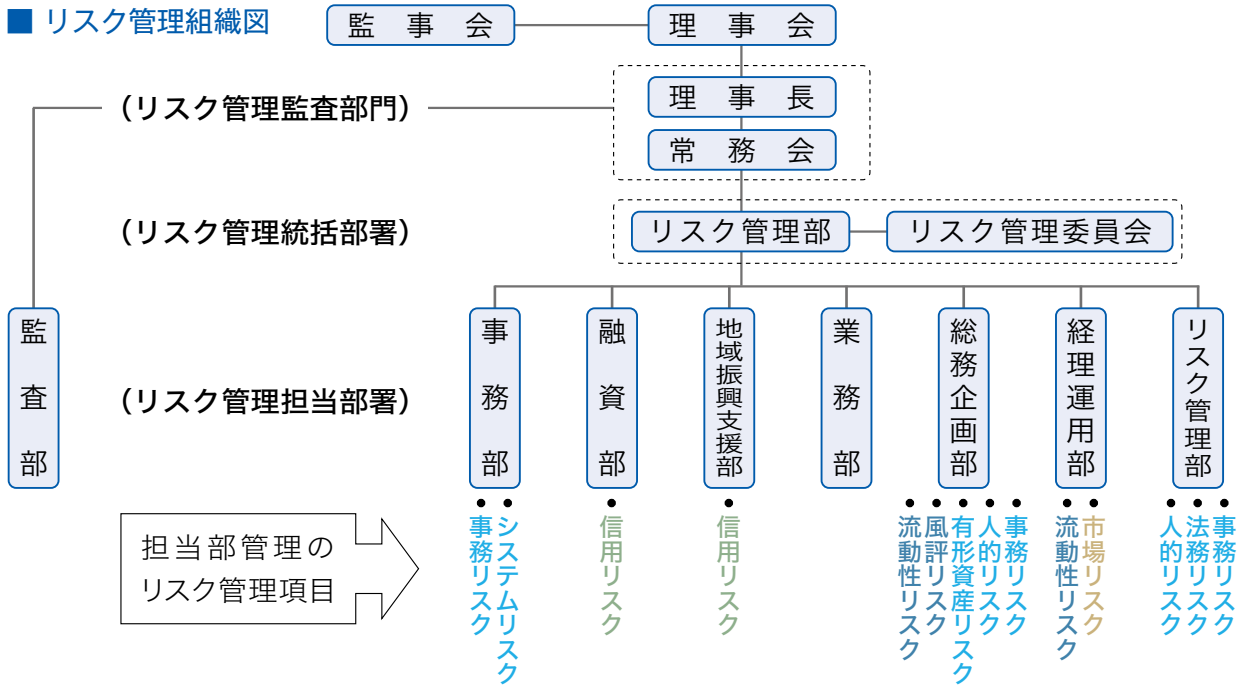 ■ リスク管理組織図
監事会
理事会
理事長
(リスク管理監査部門)
常務会
(リスク管理統括部署)
リスク管理部
リスク管理委員会
監査部
(リスク管理担当部署)
事務部
融資部
地域振興支援部
業務部
総務企画部
経理運用部
リスク管理部
担当部管理の
リスク管理項目
・システムリスク
・事務リスク
・信用リスク
・信用リスク
・事務リスク
・人的リスク
・有形資産リスク
・風評リスク
・流動性リスク
・市場リスク
・流動性リスク
・事務リスク
・法務リスク
・人的リスク